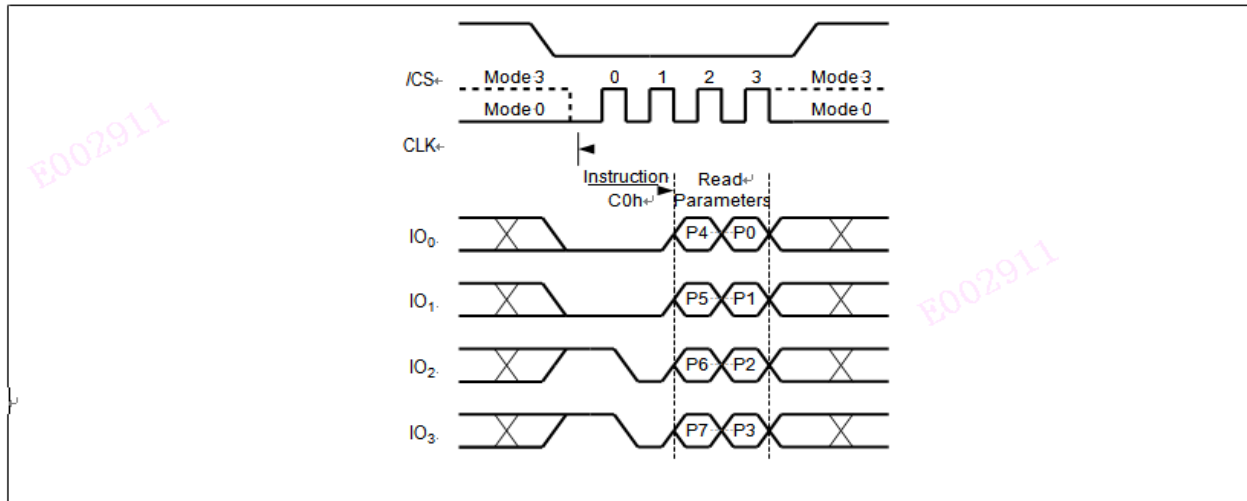 /CS
Mode 3 0 1 2 3 Mode 3
Mode 0 Mode 0
CLK
Instruction Read
C0h Parameters
IO₀ P4 P0
IO₁ P5 P1
IO₂ P6 P2
IO₃ P7 P3
E002911
E002911